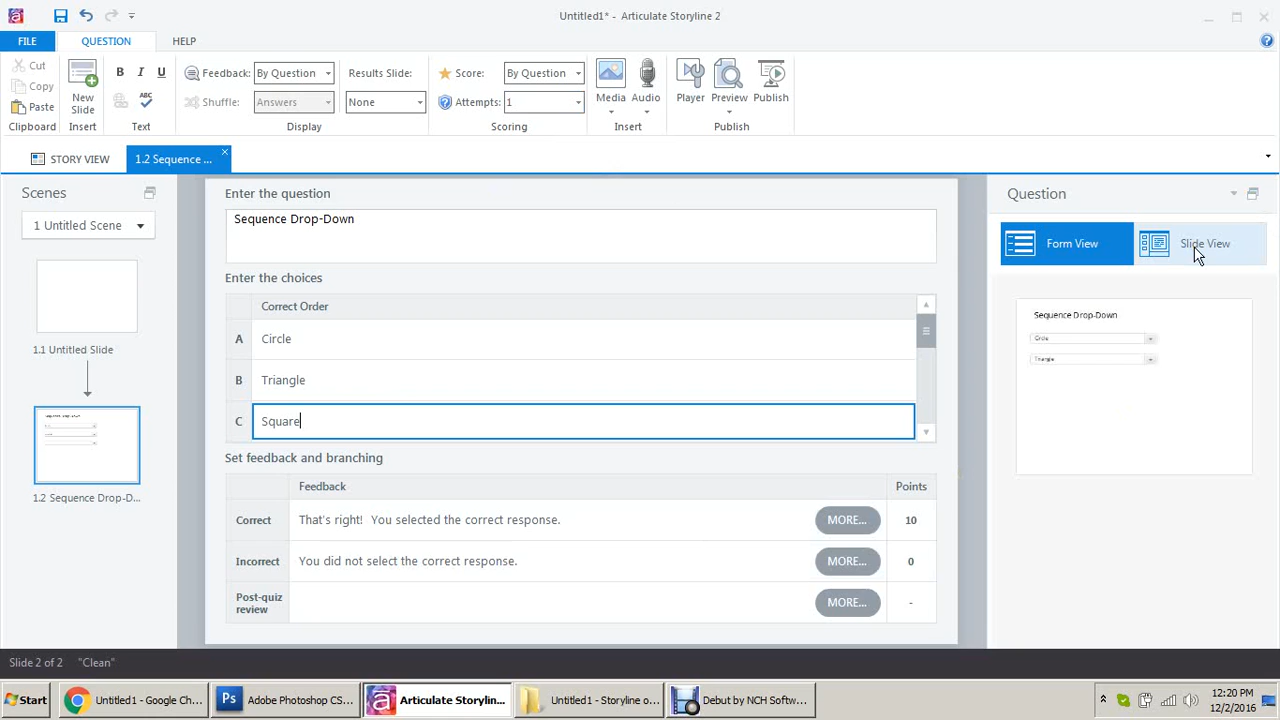 Untitled1* - Articulate Storyline 2
FILE
QUESTION
HELP
Cut
Copy
Paste
Clipboard
New
Slide
Insert
B I U
ABC
Text
Feedback: By Question
Shuffle: Answers
Results Slide:
None
Display
Score: By Question
Attempts: 1
Scoring
Media
Audio
Insert
Player
Preview
Publish
Publish
STORY VIEW
1.2 Sequence ...
Scenes
1 Untitled Scene
1.1 Untitled Slide
1.2 Sequence Drop-D...
Enter the question
Sequence Drop-Down
Enter the choices
Correct Order
A Circle
B Triangle
C Square
Set feedback and branching
Feedback Points
Correct That's right! You selected the correct response. MORE... 10
Incorrect You did not select the correct response. MORE... 0
Post-quiz
review MORE... -
Question
Form View
Slide View
Sequence Drop-Down
Circle
Triangle
Slide 2 of 2 "Clean"
Start
Untitled1 - Google Ch...
Ps Adobe Photoshop CS...
Articulate Storylin...
Untitled1 - Storyline o...
Debut by NCH Softw...
12:20 PM
12/2/2016